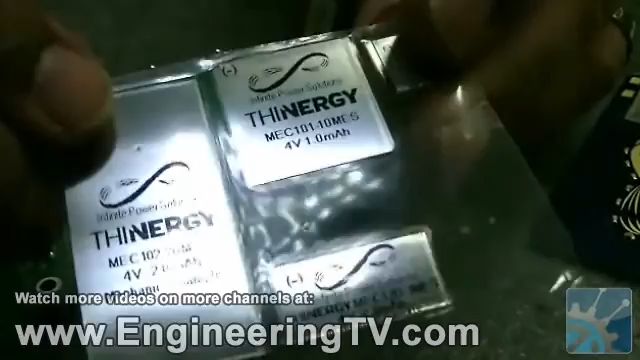 (-)
Infinite Power Solutions
THINERGY
MEC101-10MES
4V 1.0mAh
Infinite Power Solutions
THINERGY
4V
(-)
THINERGY
Watch more videos on more channels at:
www.EngineeringTV.com